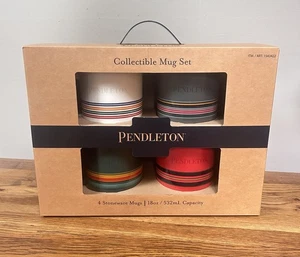 Collectible Mug Set
PENDLETON
4 Stoneware Mugs | 18oz / 532mL Capacity